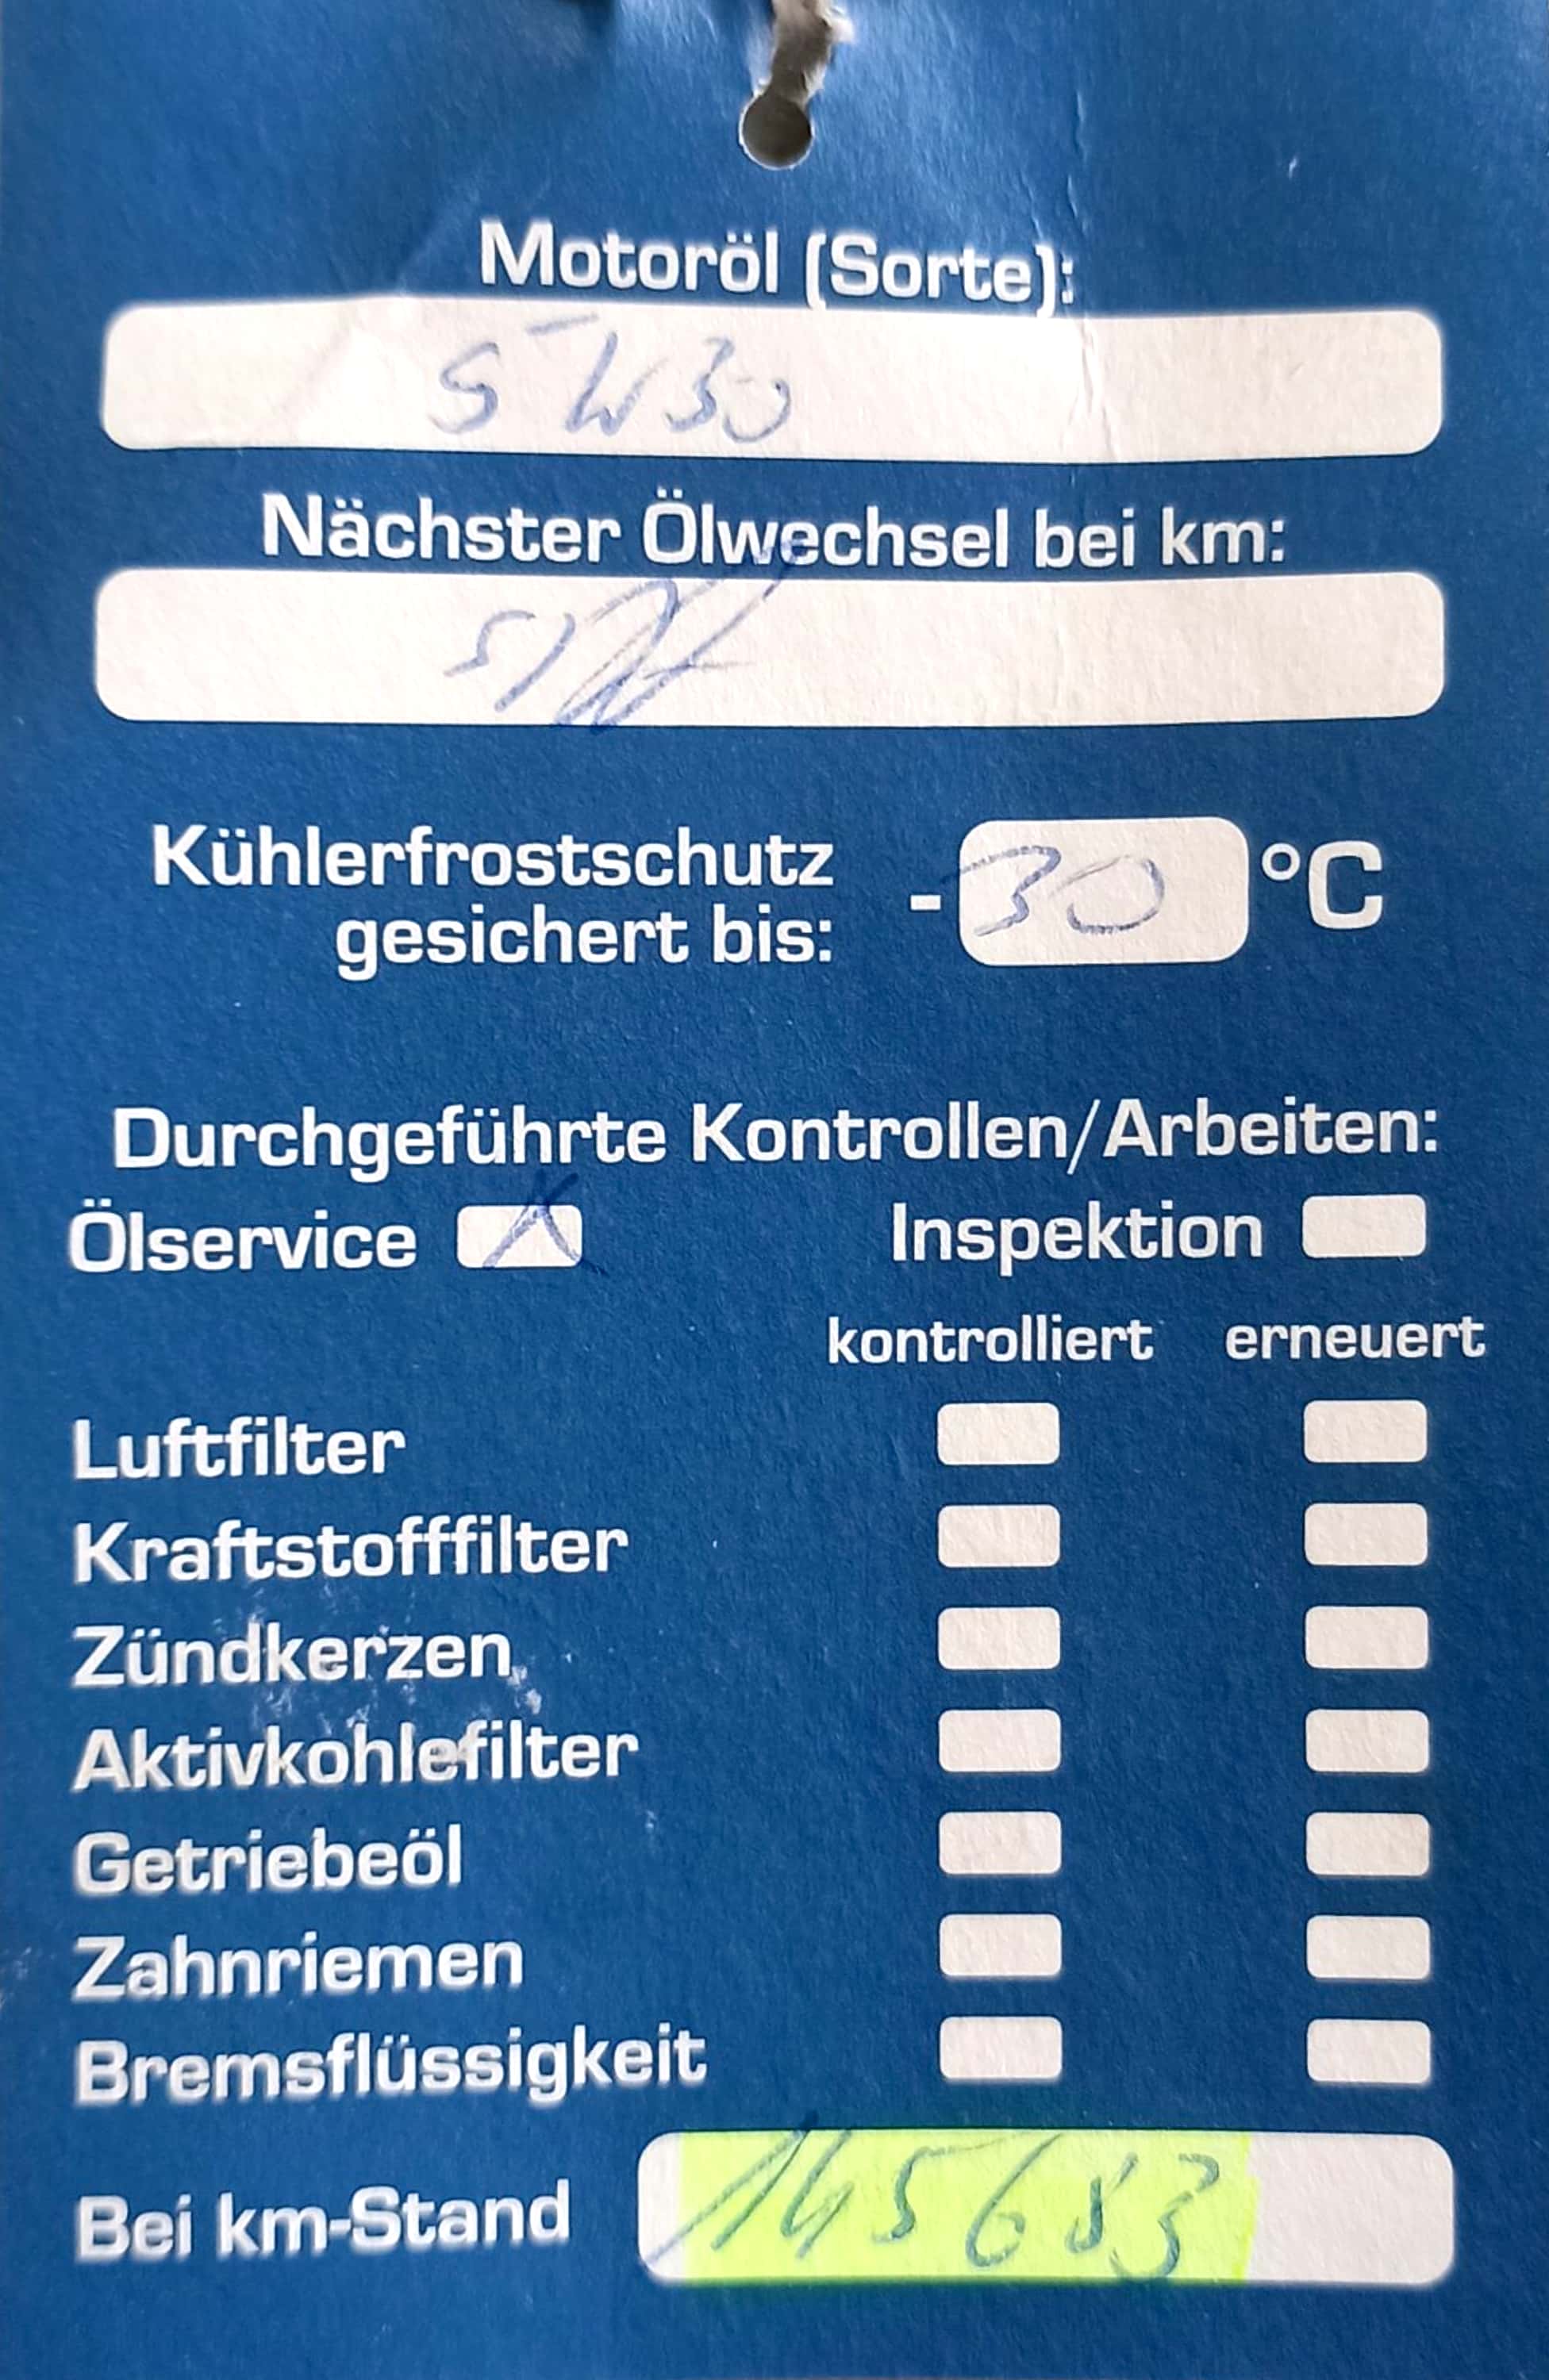 Motoröl (Sorte):
5W30
Nächster Ölwechsel bei km:
Kühlerfrostschutz
gesichert bis: -30 °C
Durchgeführte Kontrollen/Arbeiten:
Ölservice X Inspektion
kontrolliert erneuert
Luftfilter
Kraftstofffilter
Zündkerzen
Aktivkohlefilter
Getriebeöl
Zahnriemen
Bremsflüssigkeit
Bei km-Stand 145683